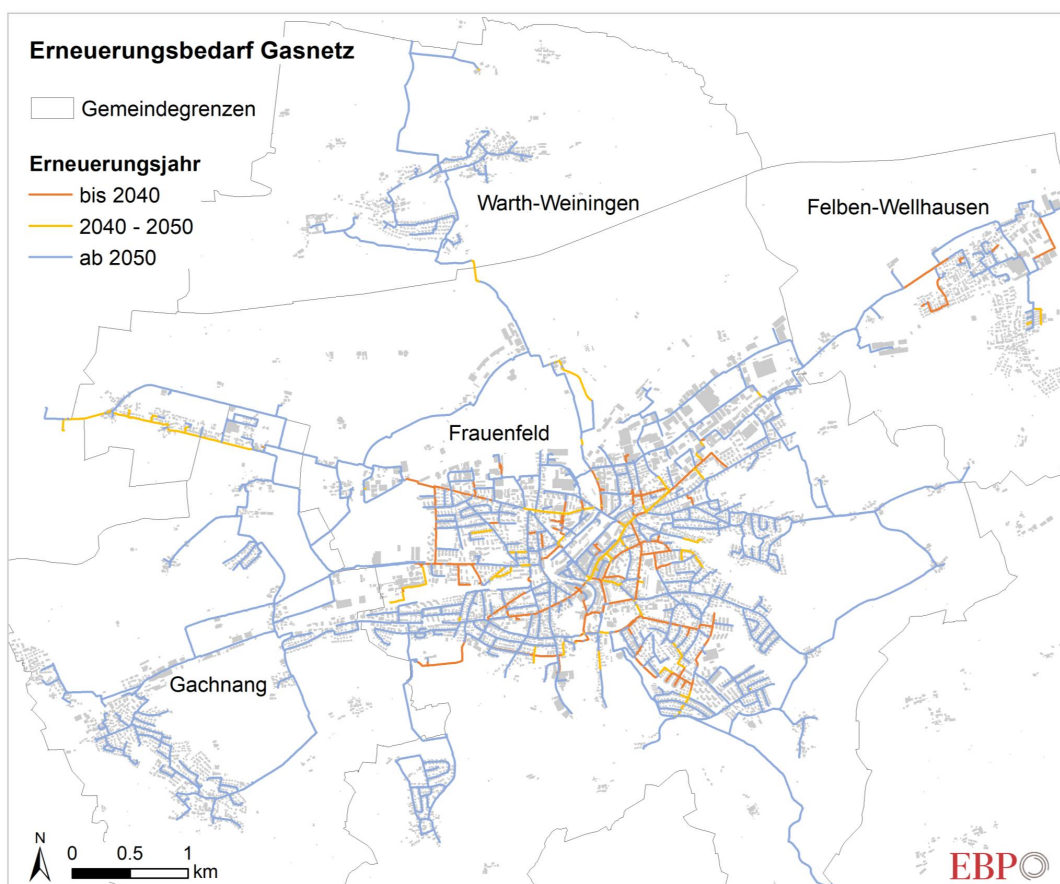 Erneuerungsbedarf Gasnetz
Gemeindegrenzen
Erneuerungsjahr
bis 2040
2040 - 2050
ab 2050
Warth-Weiningen
Felben-Wellhausen
Frauenfeld
Gachnang
N
0 0.5 1
km
EBP